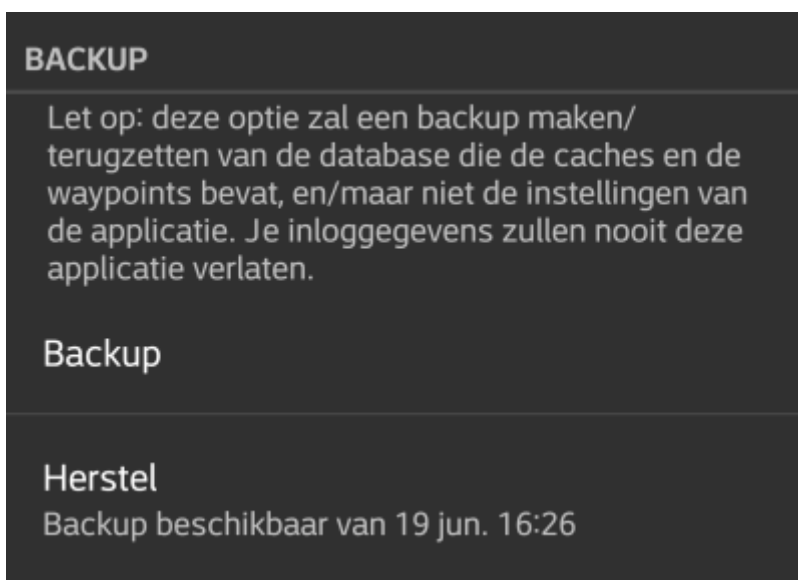 BACKUP
Let op: deze optie zal een backup maken/
terugzetten van de database die de caches en de
waypoints bevat, en/maar niet de instellingen van
de applicatie. Je inloggegevens zullen nooit deze
applicatie verlaten.
Backup
Herstel
Backup beschikbaar van 19 jun. 16:26